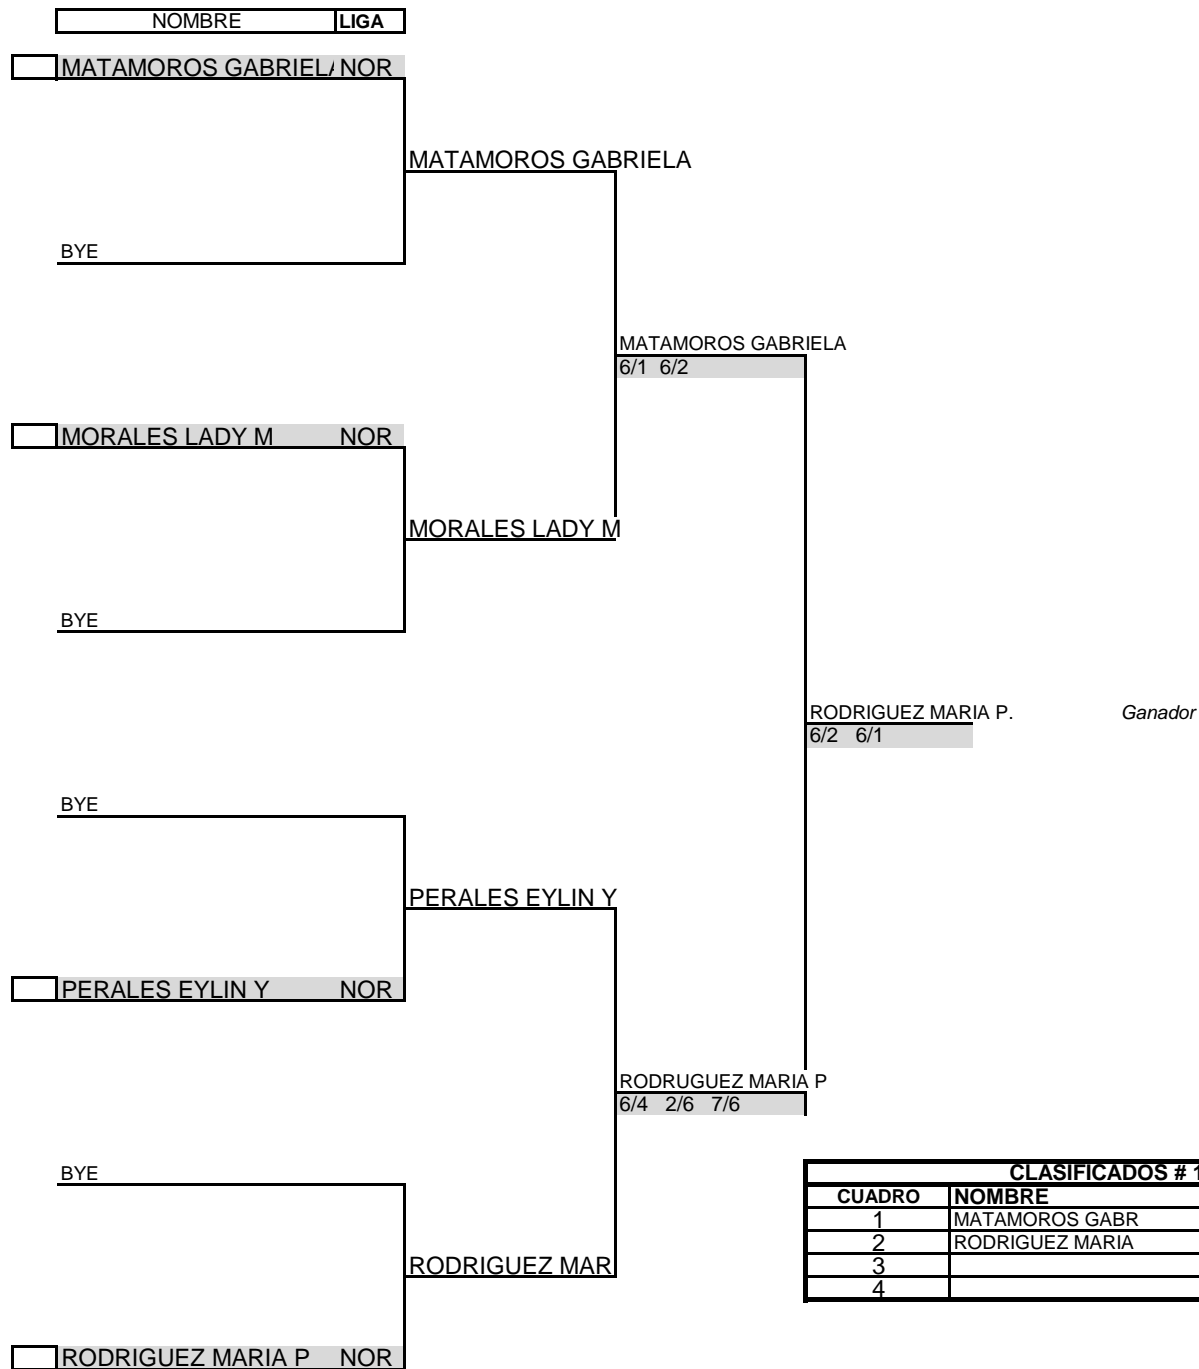 NOMBRE LIGA
MATAMOROS GABRIELA NOR
MATAMOROS GABRIELA
BYE
MATAMOROS GABRIELA
6/1 6/2
MORALES LADY M NOR
MORALES LADY M
BYE
RODRIGUEZ MARIA P. Ganador
6/2 6/1
BYE
PERALES EYLIN Y
PERALES EYLIN Y NOR
RODRUGUEZ MARIA P
6/4 2/6 7/6
BYE
CLASIFICADOS # 1
CUADRO NOMBRE
1 MATAMOROS GABR
2 RODRIGUEZ MARIA
3
4
RODRIGUEZ MAR
RODRIGUEZ MARIA P NOR